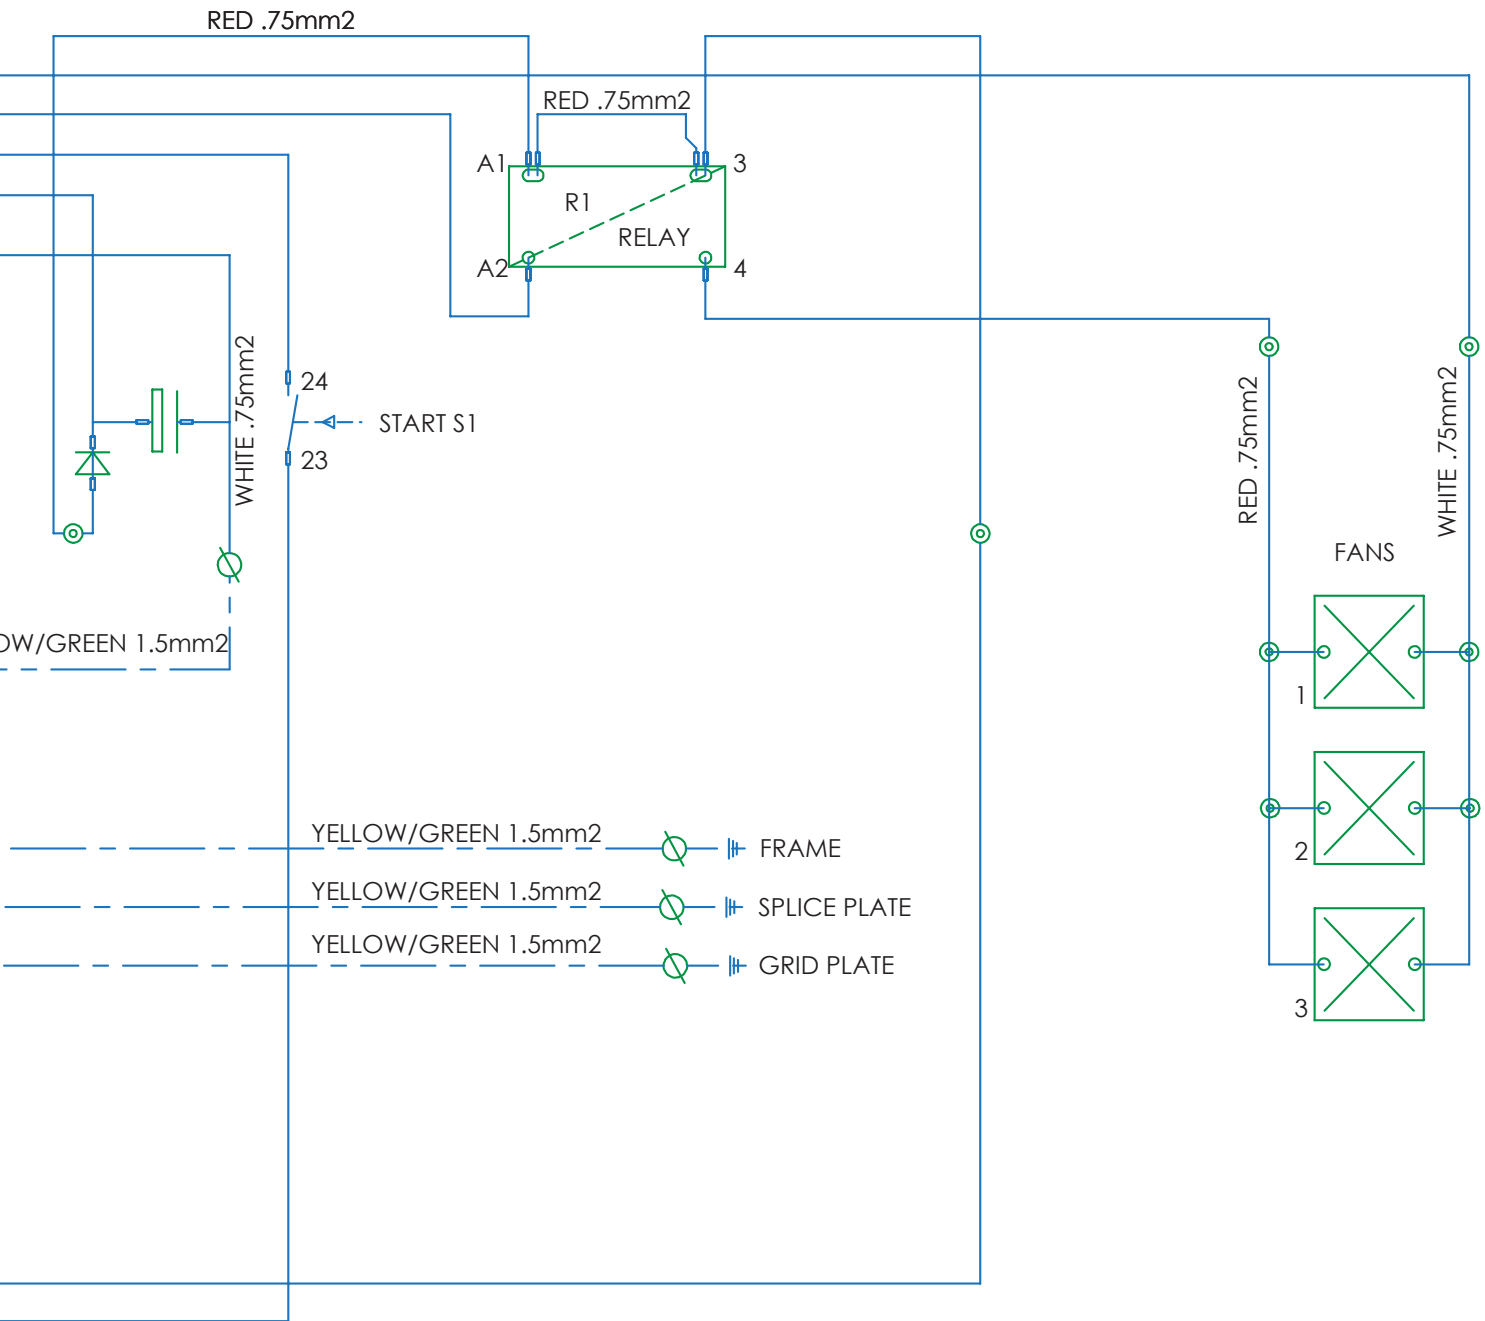 RED .75mm2
RED .75mm2
A1
3
R1
RELAY
A2
4
WHITE .75mm2
24
START S1
23
RED .75mm2
WHITE .75mm2
FANS
OW/GREEN 1.5mm2
1
YELLOW/GREEN 1.5mm2
FRAME
2
YELLOW/GREEN 1.5mm2
SPLICE PLATE
YELLOW/GREEN 1.5mm2
GRID PLATE
3